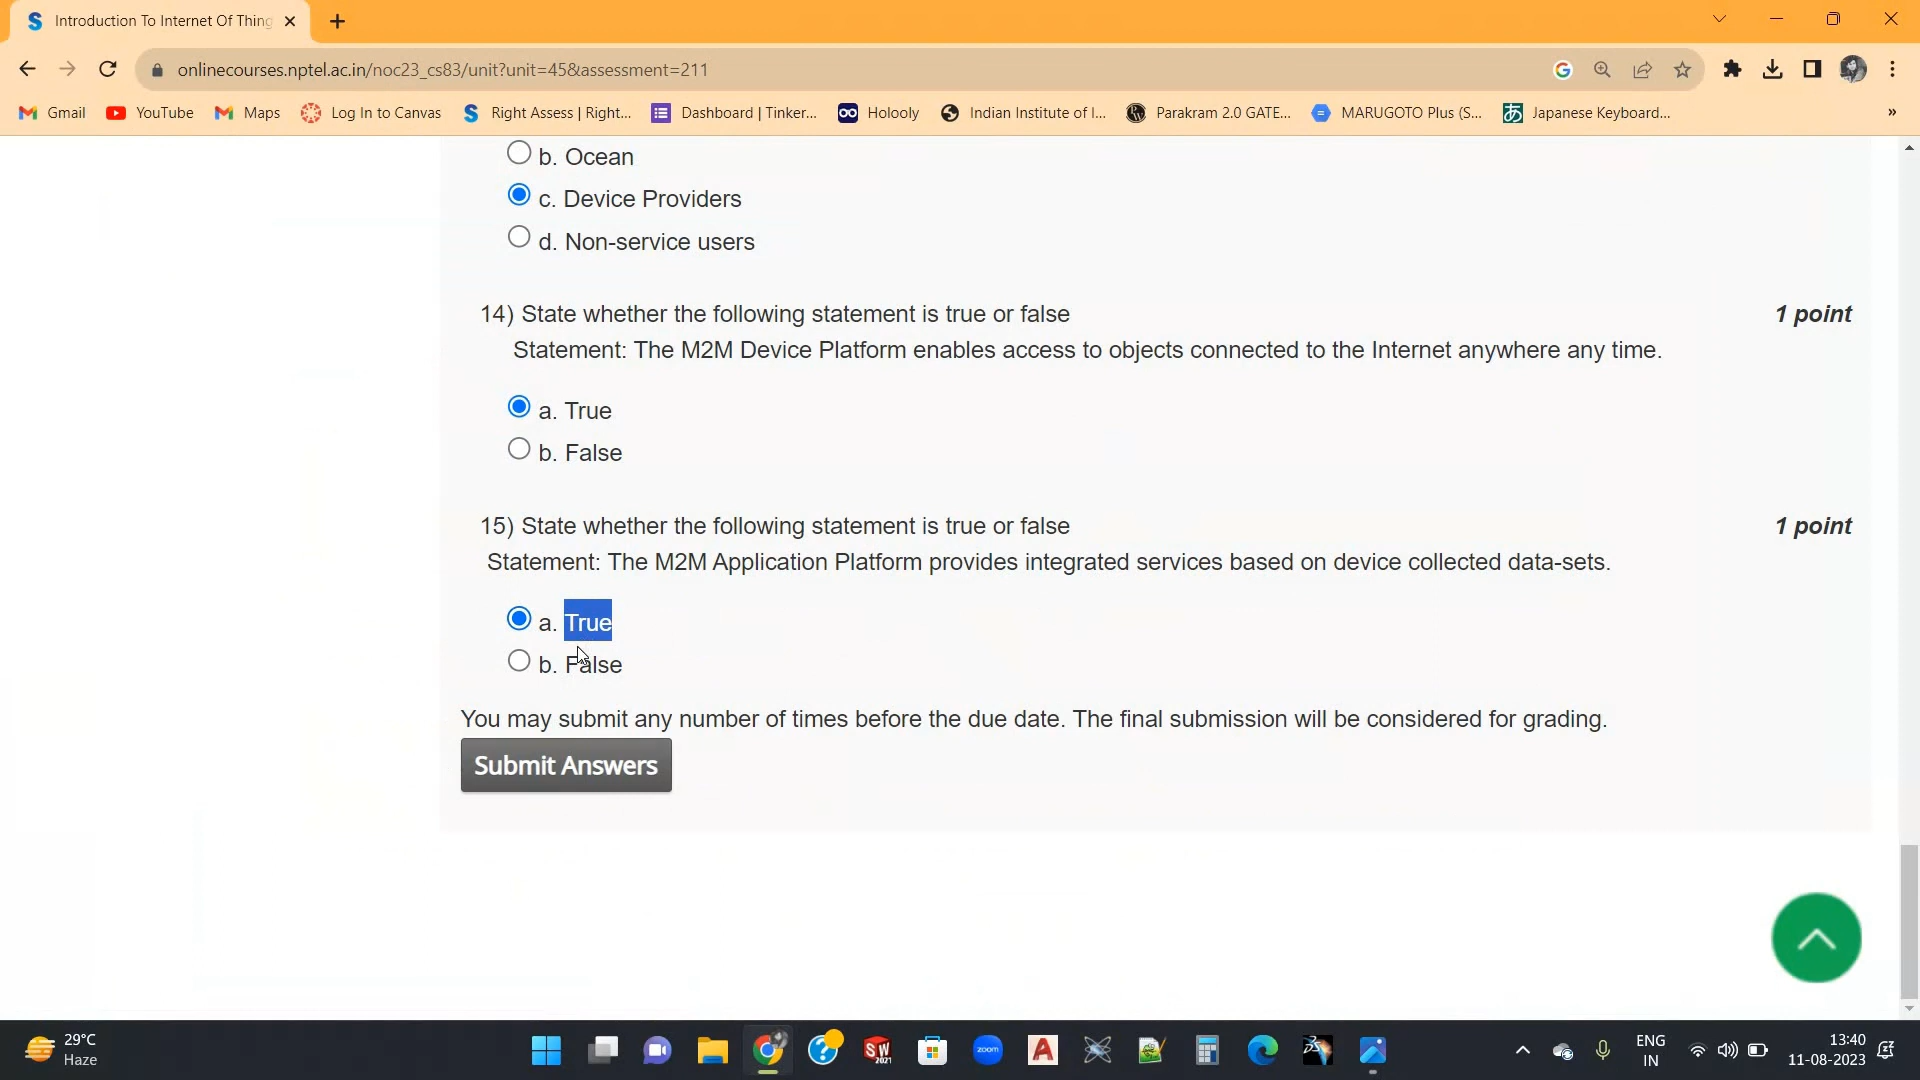 Introduction To Internet Of Thing
onlinecourses.nptel.ac.in/noc23_cs83/unit?unit=45&assessment=211
Gmail YouTube Maps Log In to Canvas Right Assess | Right... Dashboard | Tinker... Holooly Indian Institute of I... Parakram 2.0 GATE... MARUGOTO Plus (S... Japanese Keyboard... »
b. Ocean
c. Device Providers
d. Non-service users
14) State whether the following statement is true or false 1 point
Statement: The M2M Device Platform enables access to objects connected to the Internet anywhere any time.
a. True
b. False
15) State whether the following statement is true or false 1 point
Statement: The M2M Application Platform provides integrated services based on device collected data-sets.
a. True
b. False
You may submit any number of times before the due date. The final submission will be considered for grading.
Submit Answers
29°C
Haze
zoom
ENG
IN
13:40
11-08-2023